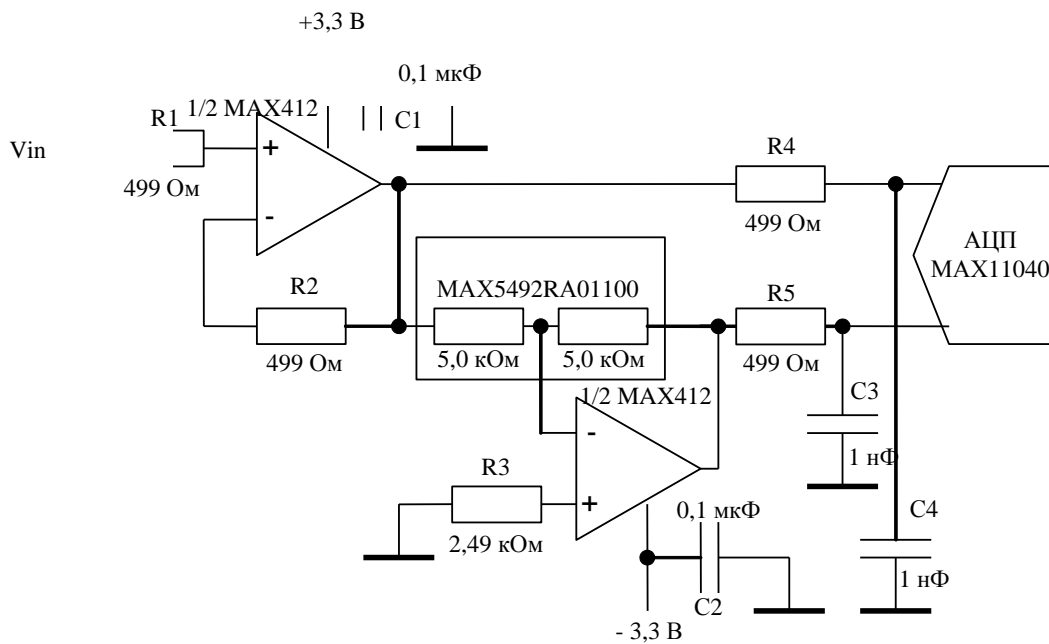 +3,3 В
0,1 мкФ
R1
1/2 MAX412
C1
Vin
+
499 Ом
-
R4
499 Ом
АЦП
MAX11040
R2
499 Ом
MAX5492RA01100
5,0 кОм
5,0 кОм
R5
499 Ом
1/2 MAX412
C3
1 нФ
-
R3
+
2,49 кОм
0,1 мкФ
C2
- 3,3 В
C4
1 нФ